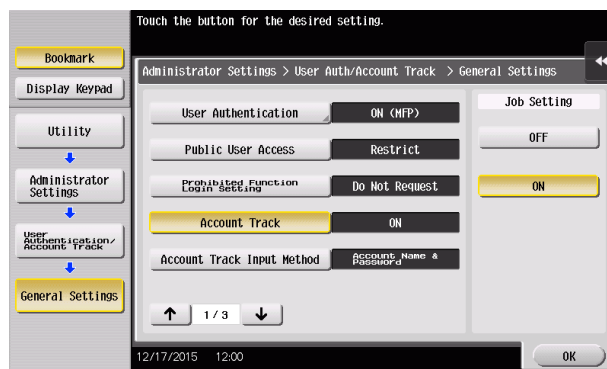 Touch the button for the desired setting.
Bookmark
Display Keypad
Utility
Administrator
Settings
User
Authentication/
Account Track
General Settings
Administrator Settings > User Auth/Account Track > General Settings
User Authentication
ON (MFP)
Public User Access
Restrict
Prohibited Function
Login Setting
Do Not Request
Account Track
ON
Account Track Input Method
Account Name &
Password
1/3
Job Setting
OFF
ON
12/17/2015 12:00
OK